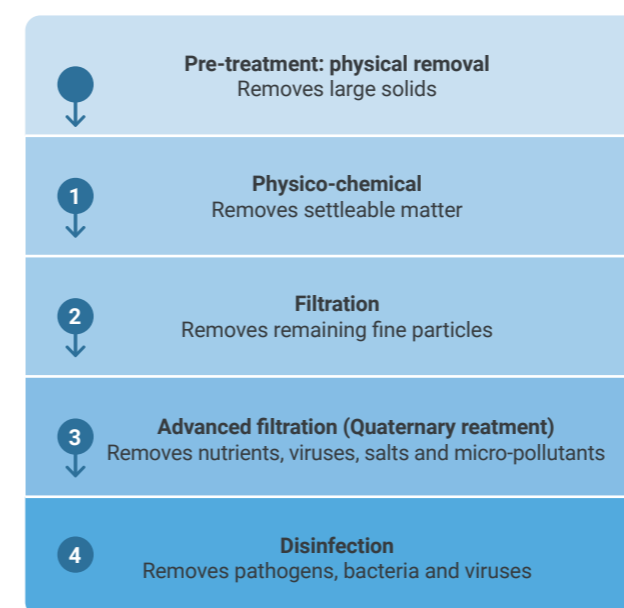 Pre-treatment: physical removal
Removes large solids
1
Physico-chemical
Removes settleable matter
2
Filtration
Removes remaining fine particles
3
Advanced filtration (Quaternary reatment)
Removes nutrients, viruses, salts and micro-pollutants
4
Disinfection
Removes pathogens, bacteria and viruses